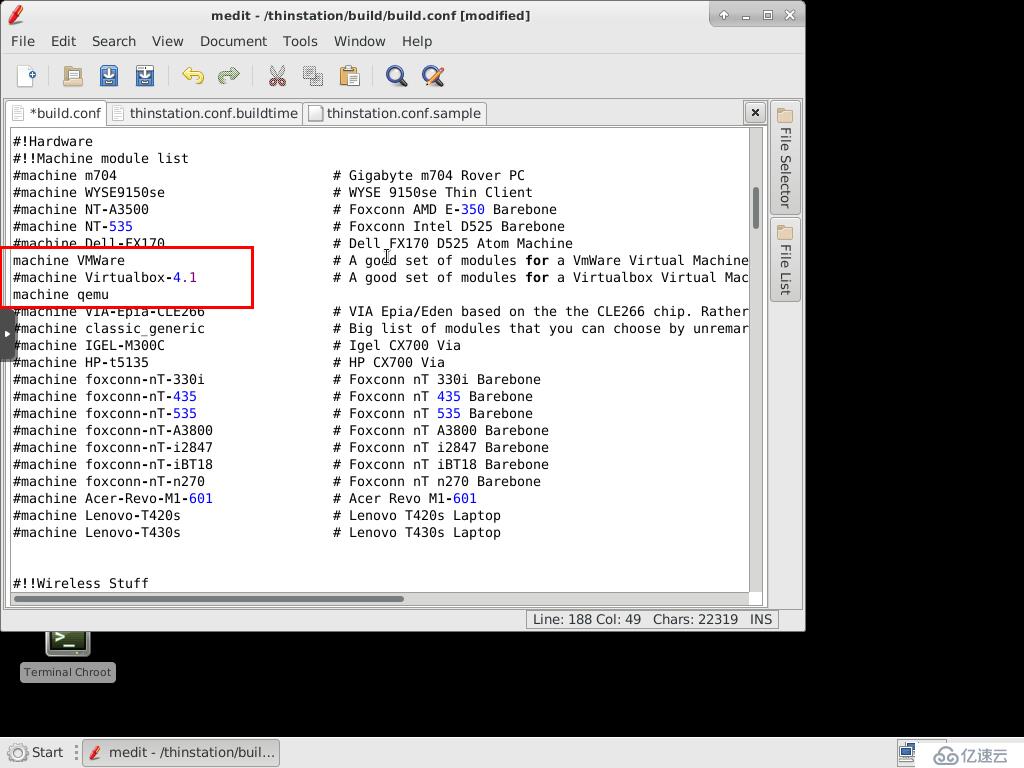 medit - /thinstation/build/build.conf [modified]
File Edit Search View Document Tools Window Help
*build.conf thinstation.conf.buildtime thinstation.conf.sample
#!Hardware
#!!Machine module list
#machine m704 # Gigabyte m704 Rover PC
#machine WYSE9150se # WYSE 9150se Thin Client
#machine NT-A3500 # Foxconn AMD E-350 Barebone
#machine NT-535 # Foxconn Intel D525 Barebone
#machine Dell-FX170 # Dell FX170 D525 Atom Machine
machine VMWare # A good set of modules for a VmWare Virtual Machine
#machine Virtualbox-4.1 # A good set of modules for a Virtualbox Virtual Mac
machine qemu
#machine VIA-Epia-CLE266 # VIA Epia/Eden based on the the CLE266 chip. Rather
#machine classic_generic # Big list of modules that you can choose by unremar
#machine IGEL-M300C # Igel CX700 Via
#machine HP-t5135 # HP CX700 Via
#machine foxconn-nT-330i # Foxconn nT 330i Barebone
#machine foxconn-nT-435 # Foxconn nT 435 Barebone
#machine foxconn-nT-535 # Foxconn nT 535 Barebone
#machine foxconn-nT-A3800 # Foxconn nT A3800 Barebone
#machine foxconn-nT-i2847 # Foxconn nT i2847 Barebone
#machine foxconn-nT-iBT18 # Foxconn nT iBT18 Barebone
#machine foxconn-nT-n270 # Foxconn nT n270 Barebone
#machine Acer-Revo-M1-601 # Acer Revo M1-601
#machine Lenovo-T420s # Lenovo T420s Laptop
#machine Lenovo-T430s # Lenovo T430s Laptop
#!!Wireless Stuff
File Selector
File List
Line: 188 Col: 49 Chars: 22319 INS
Terminal Chroot
Start medit - /thinstation/buil...
亿速云